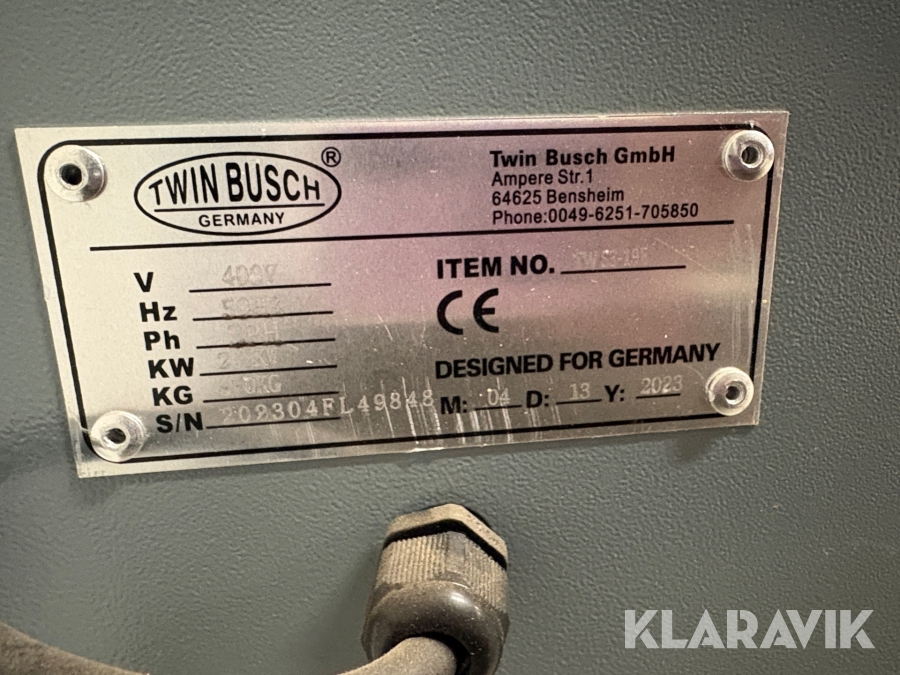 TWIN BUSCH ®
GERMANY
Twin Busch GmbH
Ampere Str.1
64625 Bensheim
Phone:0049-6251-705850
V 400V
Hz 50HZ
Ph
KW
KG
S/N 202304FL49848
ITEM NO.
CE
DESIGNED FOR GERMANY
M: 04 D: 13 Y: 2023
KLARAVIK